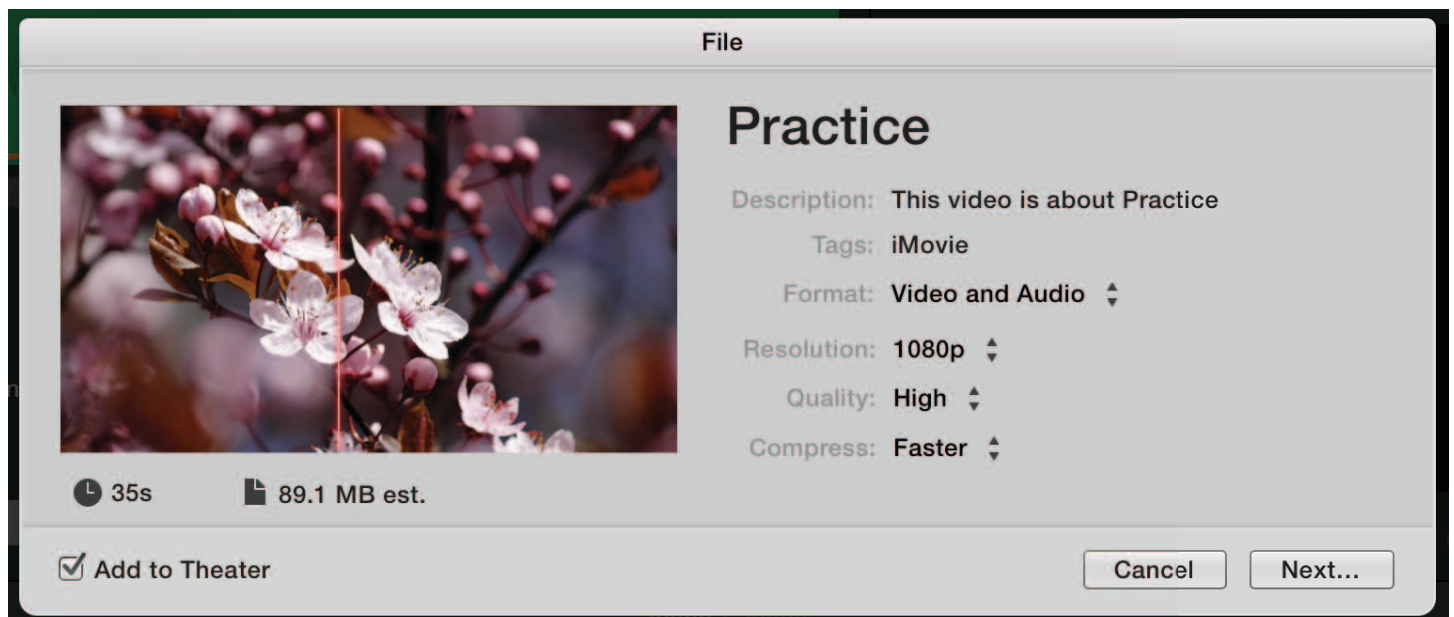 File
Practice
Description: This video is about Practice
Tags: iMovie
Format: Video and Audio
Resolution: 1080p
Quality: High
Compress: Faster
35s 89.1 MB est.
Add to Theater
Cancel Next...